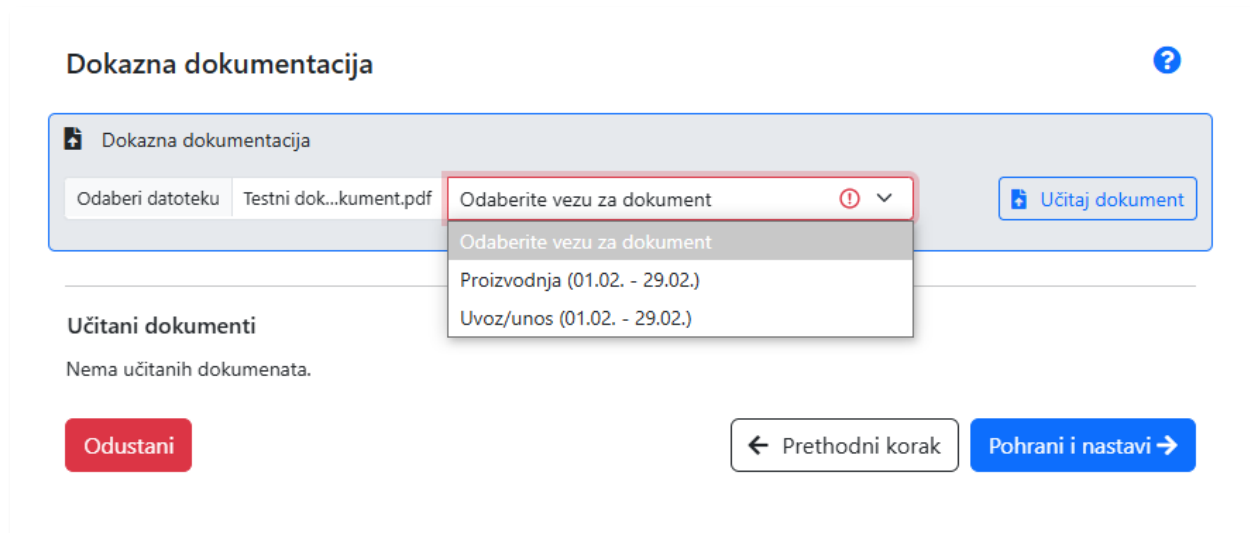 Dokazna dokumentacija
Dokazna dokumentacija
Odaberi datoteku Testni dok...kument.pdf Odaberite vezu za dokument Učitaj dokument
Odaberite vezu za dokument
Proizvodnja (01.02. - 29.02.)
Uvoz/unos (01.02. - 29.02.)
Učitani dokumenti
Nema učitanih dokumenata.
Odustani Prethodni korak Pohrani i nastavi